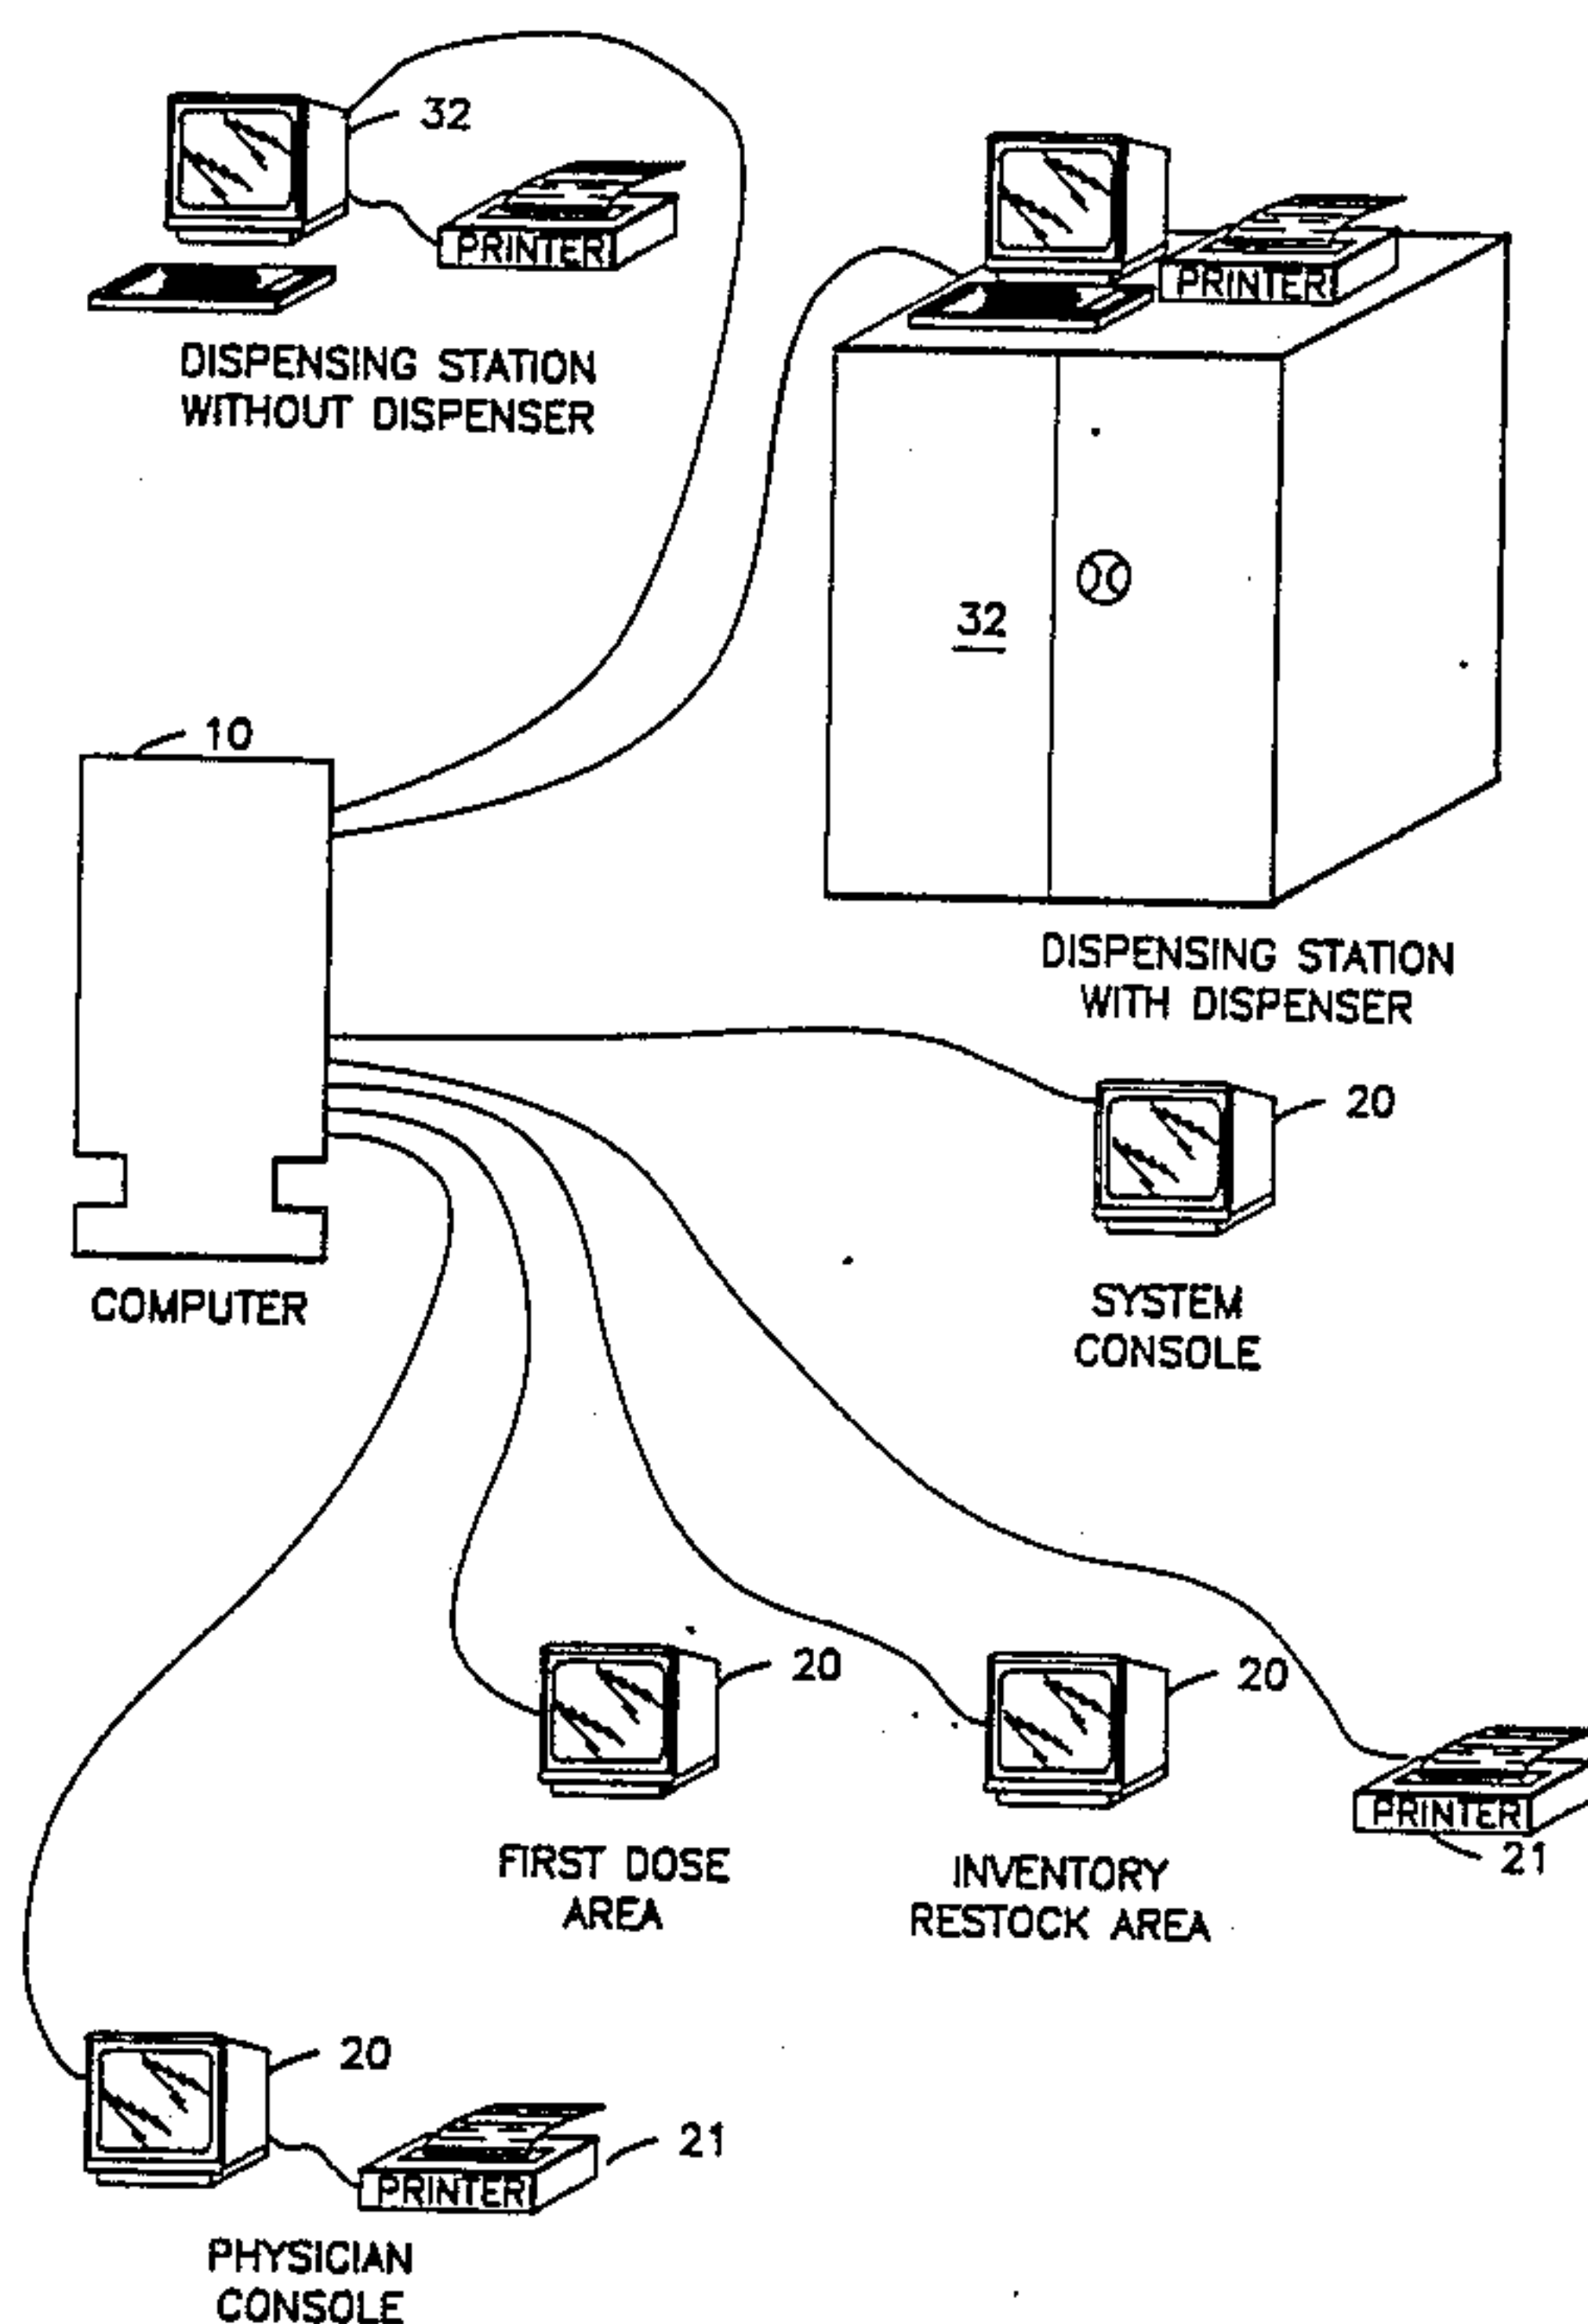 32
PRINTER
PRINTER
DISPENSING STATION
WITHOUT DISPENSER
32
10
DISPENSING STATION
WITH DISPENSER
20
COMPUTER
SYSTEM
CONSOLE
20
20
PRINTER
21
FIRST DOSE
AREA
INVENTORY
RESTOCK AREA
20
21
PRINTER
PHYSICIAN
CONSOLE